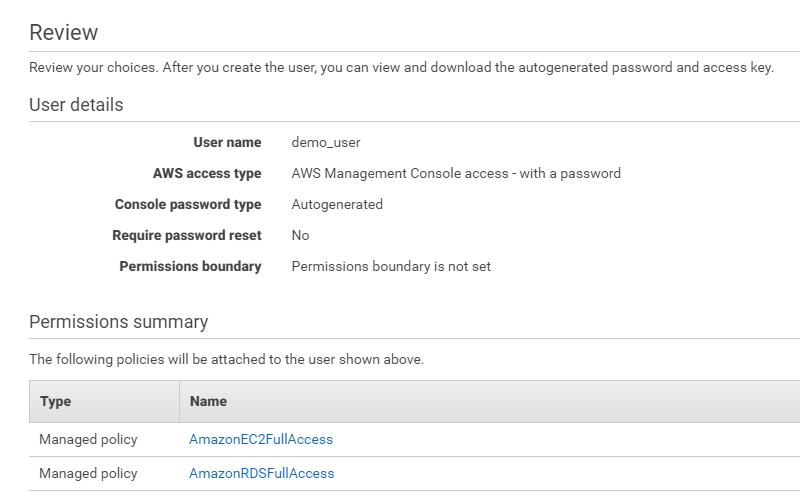 Review
Review your choices. After you create the user, you can view and download the autogenerated password and access key.
User details
User name demo_user
AWS access type AWS Management Console access - with a password
Console password type Autogenerated
Require password reset No
Permissions boundary Permissions boundary is not set
Permissions summary
The following policies will be attached to the user shown above.
Type Name
Managed policy AmazonEC2FullAccess
Managed policy AmazonRDSFullAccess